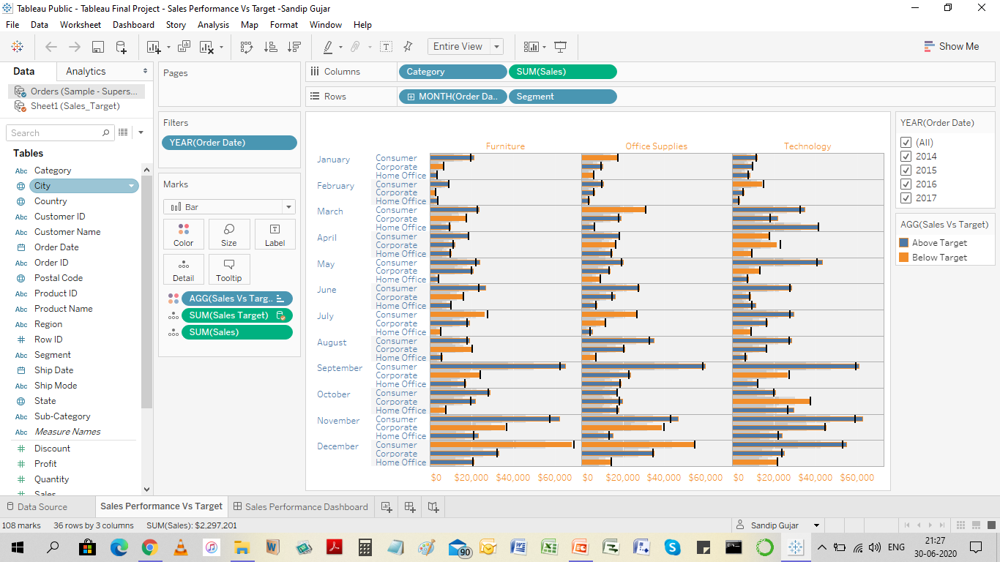 Tableau Public - Tableau Final Project - Sales Performance Vs Target -Sandip Gujar
File Data Worksheet Dashboard Story Analysis Map Format Window Help
Entire View
Show Me
Data Analytics
Orders (Sample - Supers...
Sheet1 (Sales_Target)
Search
Tables
Abc Category
City
Country
Abc Customer ID
Abc Customer Name
Order Date
Abc Order ID
Postal Code
Abc Product ID
Abc Product Name
Abc Region
# Row ID
Abc Segment
Ship Date
Abc Ship Mode
State
Abc Sub-Category
Abc Measure Names
# Discount
# Profit
# Quantity
# Sales
Pages
Filters
YEAR(Order Date)
Marks
Bar
Color Size Label
Detail Tooltip
AGG(Sales Vs Targ..
SUM(Sales Target)
SUM(Sales)
Columns Category SUM(Sales)
Rows MONTH(Order Da.. Segment
Furniture Office Supplies Technology
January Consumer
Corporate
Home Office
February Consumer
Corporate
Home Office
March Consumer
Corporate
Home Office
April Consumer
Corporate
Home Office
May Consumer
Corporate
Home Office
June Consumer
Corporate
Home Office
July Consumer
Corporate
Home Office
August Consumer
Corporate
Home Office
September Consumer
Corporate
Home Office
October Consumer
Corporate
Home Office
November Consumer
Corporate
Home Office
December Consumer
Corporate
Home Office
$0 $20,000 $40,000 $60,000 $0 $20,000 $40,000 $60,000 $0 $20,000 $40,000 $60,000
YEAR(Order Date)
(All)
2014
2015
2016
2017
AGG(Sales Vs Target)
Above Target
Below Target
Data Source Sales Performance Vs Target Sales Performance Dashboard
108 marks 36 rows by 3 columns SUM(Sales): $2,297,201
Sandip Gujar
90
ENG
21:27
30-06-2020